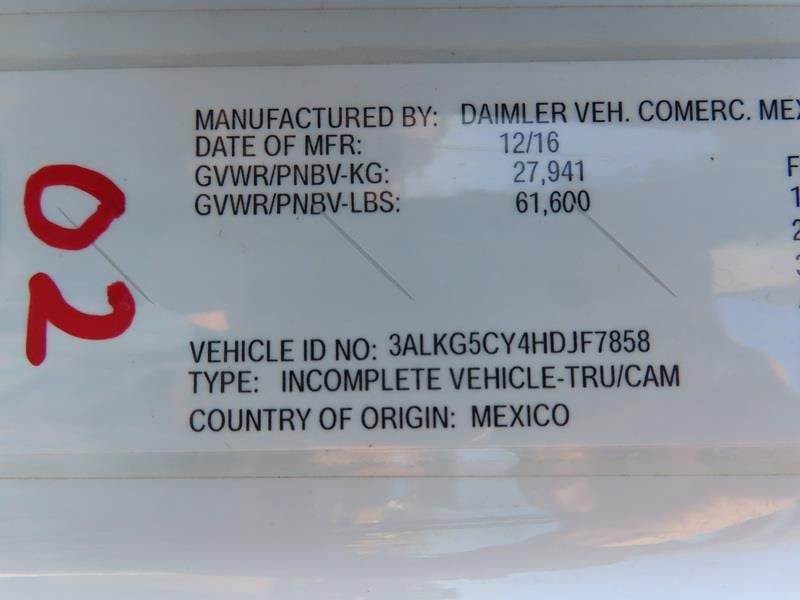 MANUFACTURED BY: DAIMLER VEH. COMERC.
DATE OF MFR: 12/16
GVWR/PNBV-KG: 27,941
GVWR/PNBV-LBS: 61,600
VEHICLE ID NO: 3ALKG5CY4HDJF7858
TYPE: INCOMPLETE VEHICLE-TRU/CAM
COUNTRY OF ORIGIN: MEXICO
02